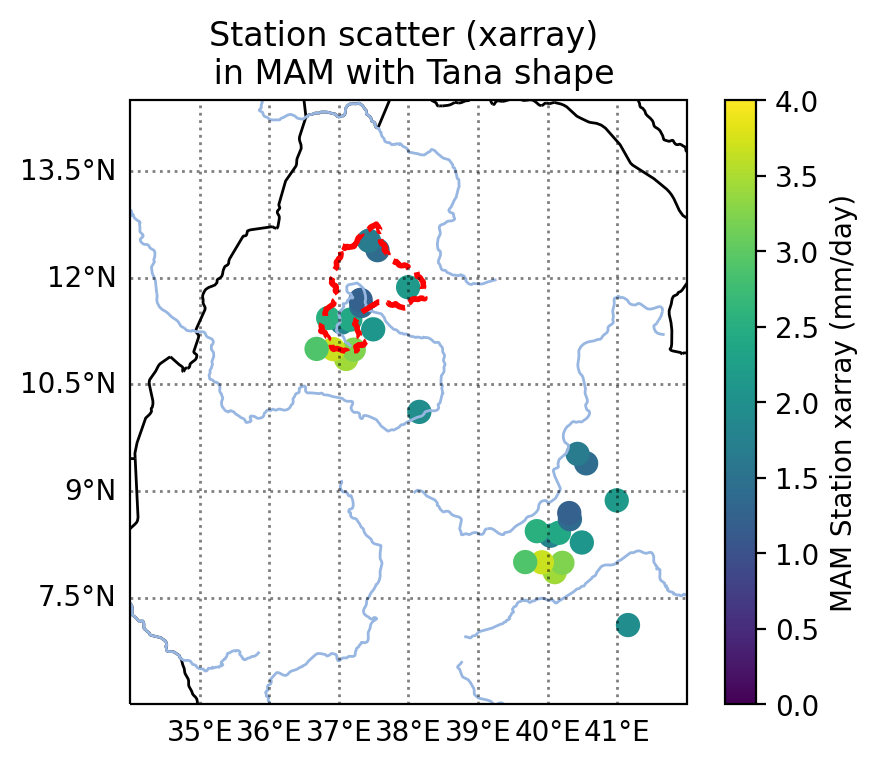 Station scatter (xarray)
in MAM with Tana shape
13.5°N
12°N
10.5°N
9°N
7.5°N
35°E 36°E 37°E 38°E 39°E 40°E 41°E
4.0
3.5
3.0
2.5
2.0
1.5
1.0
0.5
0.0
MAM Station xarray (mm/day)